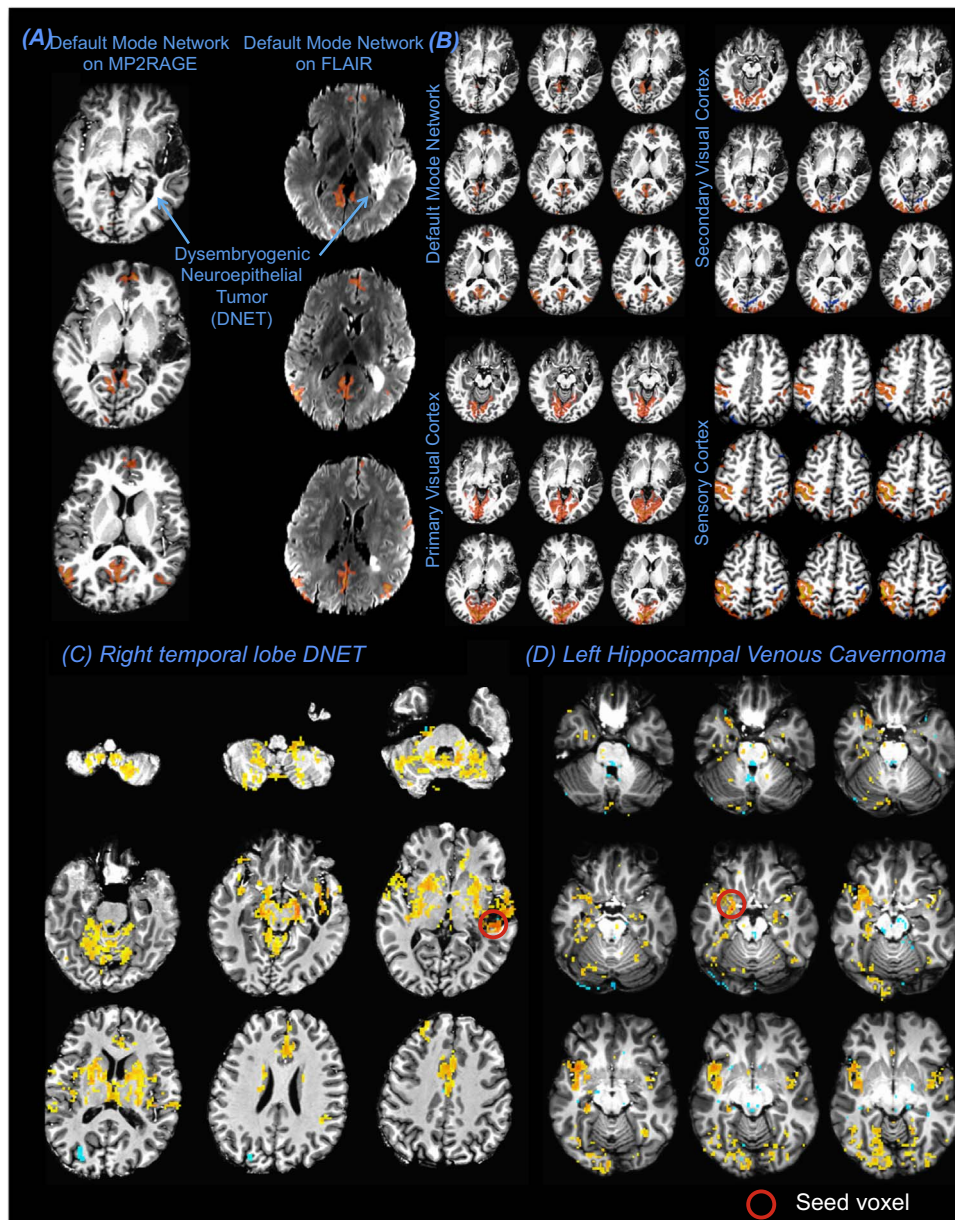 (A)
Default Mode Network
on MP2RAGE
Default Mode Network
on FLAIR
Dysembryogenic
Neuroepithelial
Tumor
(DNET)
(B)
Default Mode Network
Secondary Visual Cortex
Primary Visual Cortex
Sensory Cortex
(C) Right temporal lobe DNET
(D) Left Hippocampal Venous Cavernoma
Seed voxel